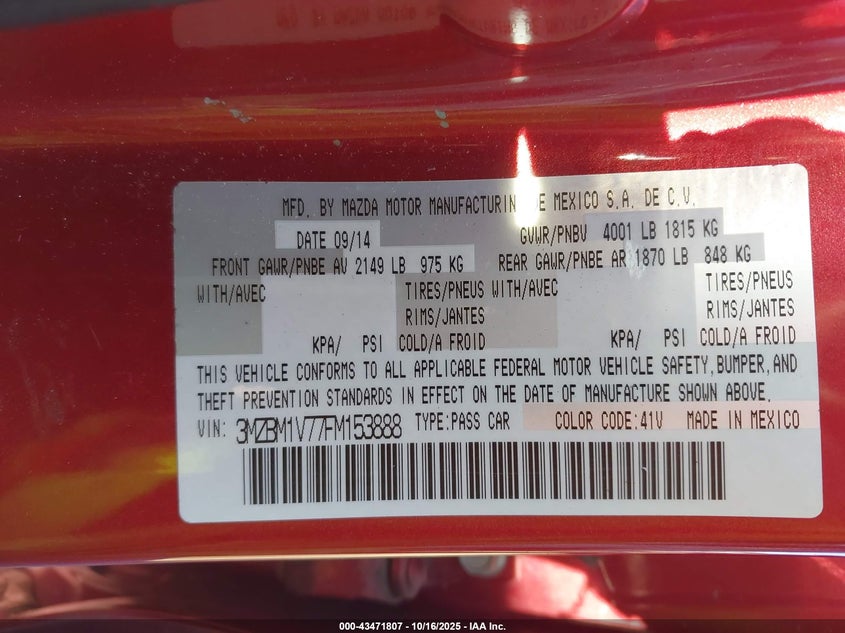 MFD. BY MAZDA MOTOR MANUFACTURIN E MEXICO S.A. DE C.V.
DATE 09/14 GVWR/PNBV 4001 LB 1815 KG
FRONT GAWR/PNBE AV 2149 LB 975 KG REAR GAWR/PNBE AR 1870 LB 848 KG
WITH/AVEC TIRES/PNEUS WITH/AVEC TIRES/PNEUS
RIMS/JANTES RIMS/JANTES
KPA/ PSI COLD/A FROID KPA/ PSI COLD/A FROID
THIS VEHICLE CONFORMS TO ALL APPLICABLE FEDERAL MOTOR VEHICLE SAFETY,BUMPER,AND
THEFT PREVENTION STANDARDS IN EFFECT ON THE DATE OF MANUFACTURE SHOWN ABOVE.
VIN: 3MZBM1V77FM153888 TYPE:PASS CAR COLOR CODE:41V MADE IN MEXICO
000-43471807 - 10/16/2025 - IAA Inc.